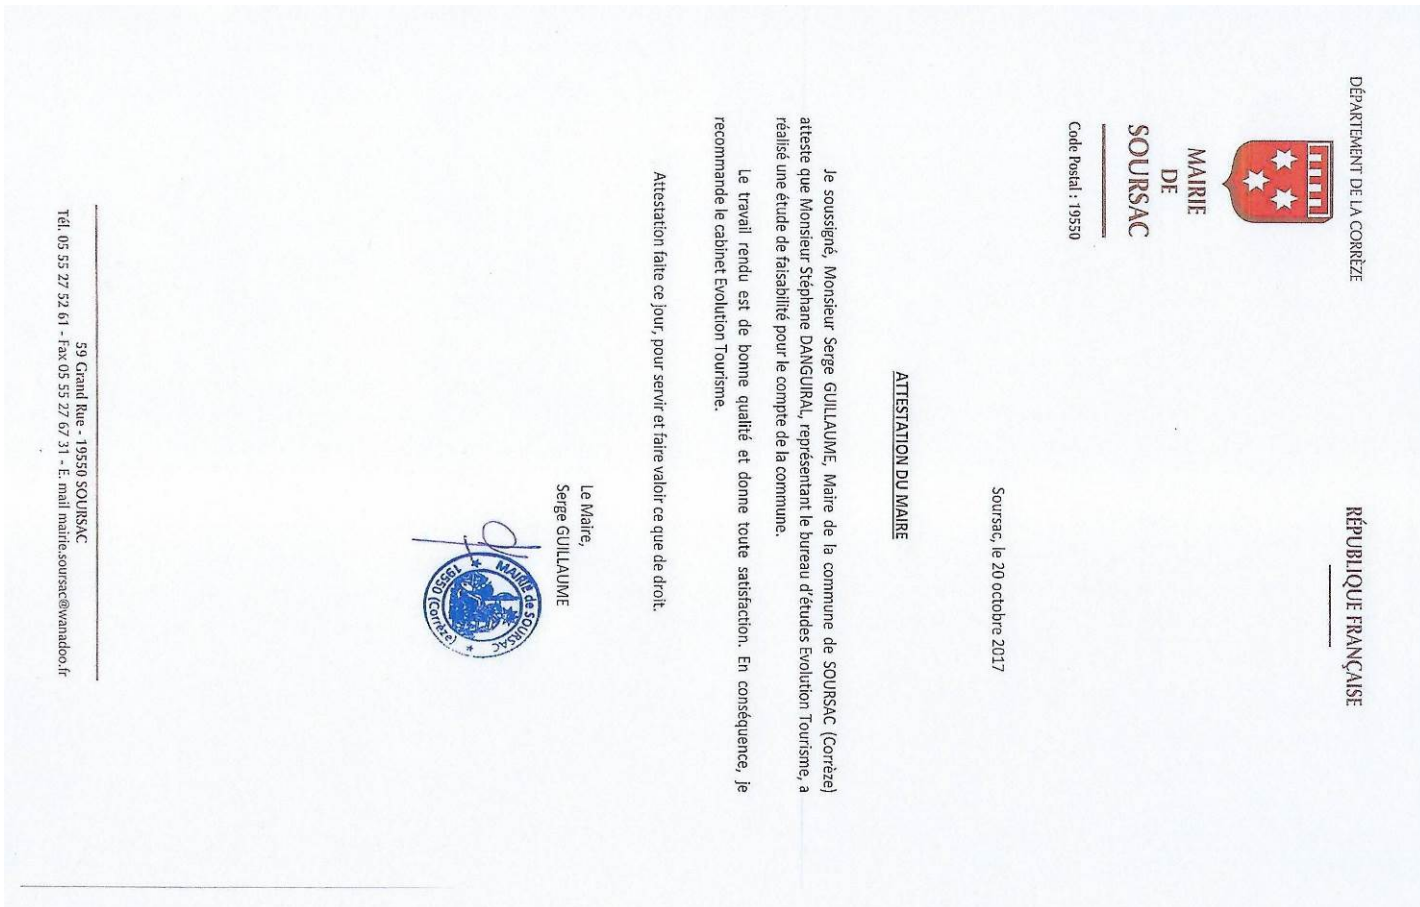 DÉPARTEMENT DE LA CORRÈZE
RÉPUBLIQUE FRANÇAISE
MAIRIE
DE
SOURSAC
Code Postal : 19550
Soursac, le 20 octobre 2017
ATTESTATION DU MAIRE
Je soussigné, Monsieur Serge GUILLAUME, Maire de la commune de SOURSAC (Corrèze)
atteste que Monsieur Stéphane DANGUIRAL, représentant le bureau d'études Evolution Tourisme, a
réalisé une étude de faisabilité pour le compte de la commune.
Le travail rendu est de bonne qualité et donne toute satisfaction. En conséquence, je
recommande le cabinet Evolution Tourisme.
Attestation faite ce jour, pour servir et faire valoir ce que de droit.
Le Maire,
Serge GUILLAUME
MAIRIE de SOURSAC
19550 (Corrèze)
59 Grand Rue - 19550 SOURSAC
Tél. 05 55 27 52 61 - Fax 05 55 27 67 31 - E. mail mairie.soursac@wanadoo.fr